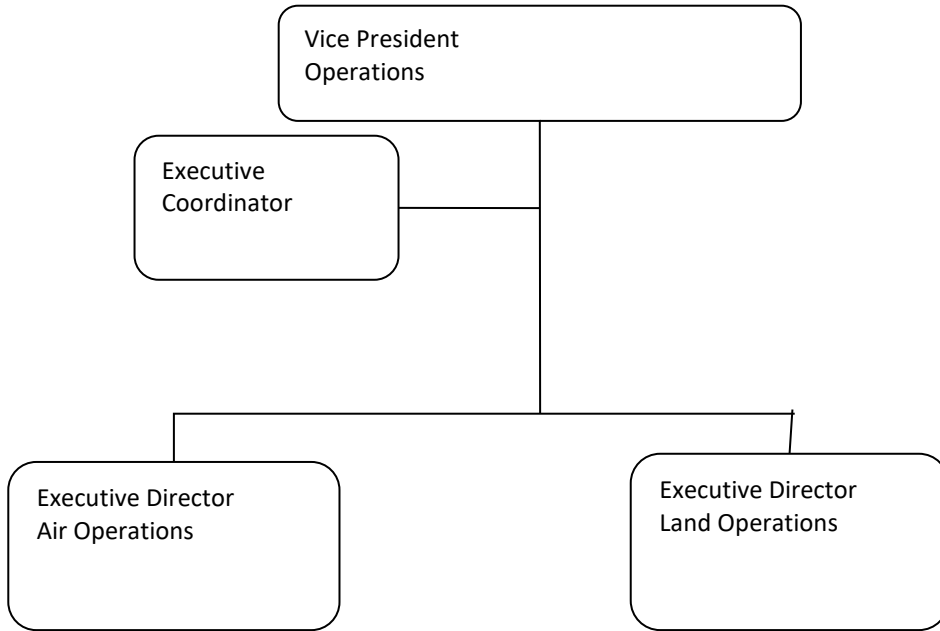 Vice President
Operations
Executive
Coordinator
Executive Director
Air Operations
Executive Director
Land Operations